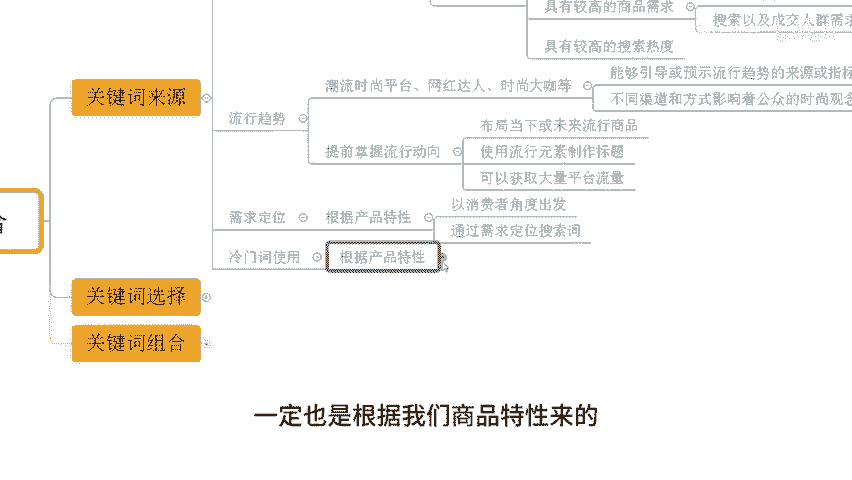 具有较高的商品需求
搜索以及成交人群需求
具有较高的搜索热度
关键词来源
流行趋势
潮流时尚平台、网红达人、时尚大咖等
能够引导或预示流行趋势的来源或指标
不同渠道和方式影响着公众的时尚观念
提前掌握流行动向
布局当下或未来流行商品
使用流行元素制作标题
可以获取大量平台流量
需求定位
根据产品特性
以消费者角度出发
通过需求定位搜索词
冷门词使用
根据产品特性
关键词选择
关键词组合
一定也是根据我们商品特性来的